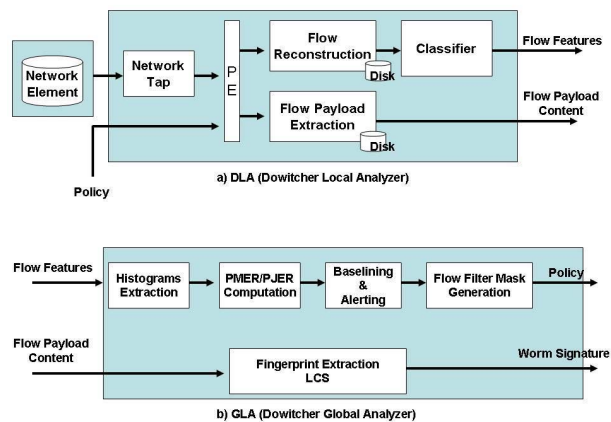 Network
Element
Network
Tap
PE
Flow
Reconstruction
Disk
Classifier
Flow Features
Flow Payload
Extraction
Disk
Flow Payload
Content
Policy
a) DLA (Dowitcher Local Analyzer)
Flow Features
Histograms
Extraction
PMER/PJER
Computation
Baselining
&
Alerting
Flow Filter Mask
Generation
Policy
Flow Payload
Content
Fingerprint Extraction
LCS
Worm Signature
b) GLA (Dowitcher Global Analyzer)